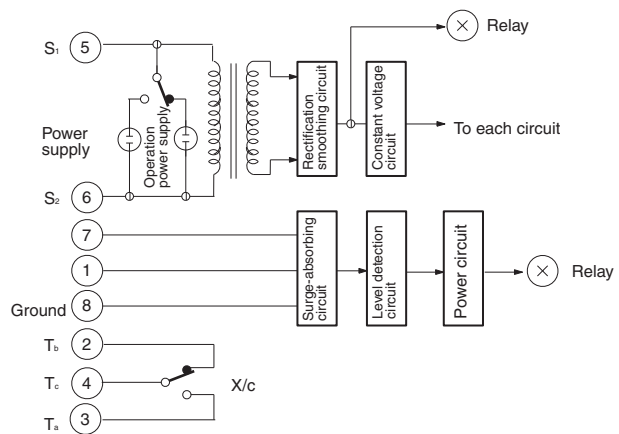 S₁ 5
Relay
Rectification
smoothing circuit
Constant voltage
circuit
To each circuit
Power
supply
Operation
power supply
S₂ 6
7
1
Ground 8
Surge-absorbing
circuit
Level detection
circuit
Power circuit
Relay
Tb 2
Tc 4
X/c
Ta 3